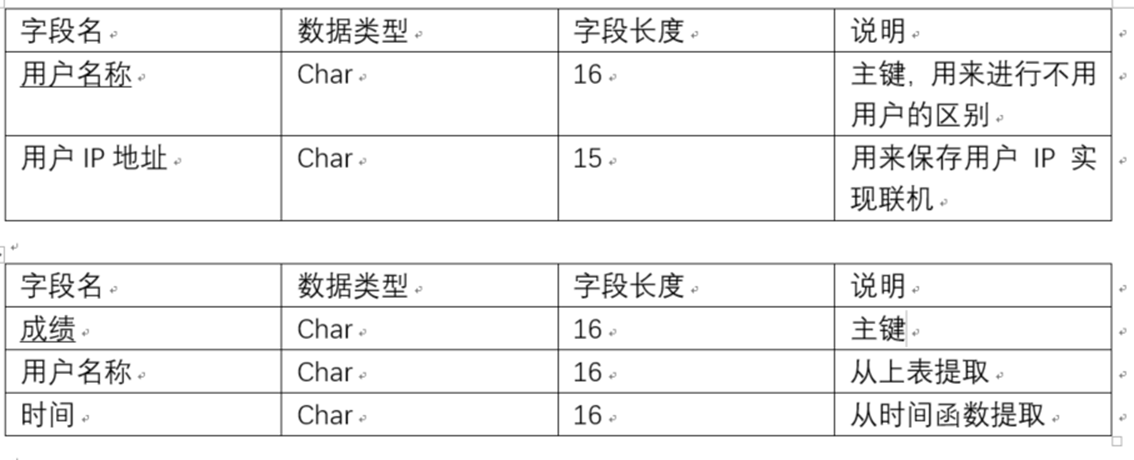 字段名 数据类型 字段长度 说明
用户名称 Char 16 主键，用来进行不用
用户的区别
用户 IP 地址 Char 15 用来保存用户 IP 实
现联机
字段名 数据类型 字段长度 说明
成绩 Char 16 主键
用户名称 Char 16 从上表提取
时间 Char 16 从时间函数提取